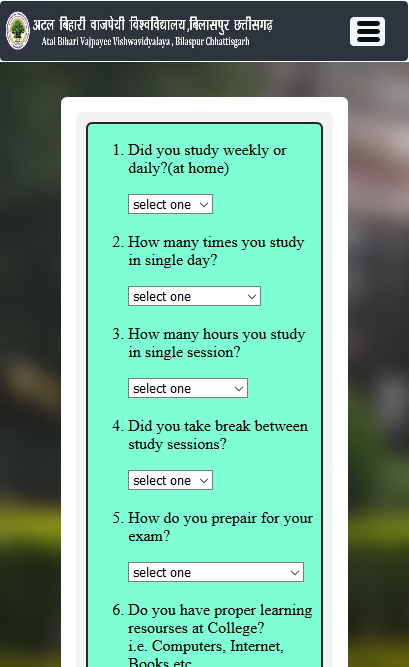 अटल बिहारी वाजपेयी विश्वविद्यालय,बिलासपुर छत्तीसगढ़
Atal Bihari Vajpayee Vishwavidyalaya , Bilaspur Chhattisgarh
1. Did you study weekly or
daily?(at home)
select one
2. How many times you study
in single day?
select one
3. How many hours you study
in single session?
select one
4. Did you take break between
study sessions?
select one
5. How do you prepair for your
exam?
select one
6. Do you have proper learning
resourses at College?
i.e. Computers, Internet,
Books etc